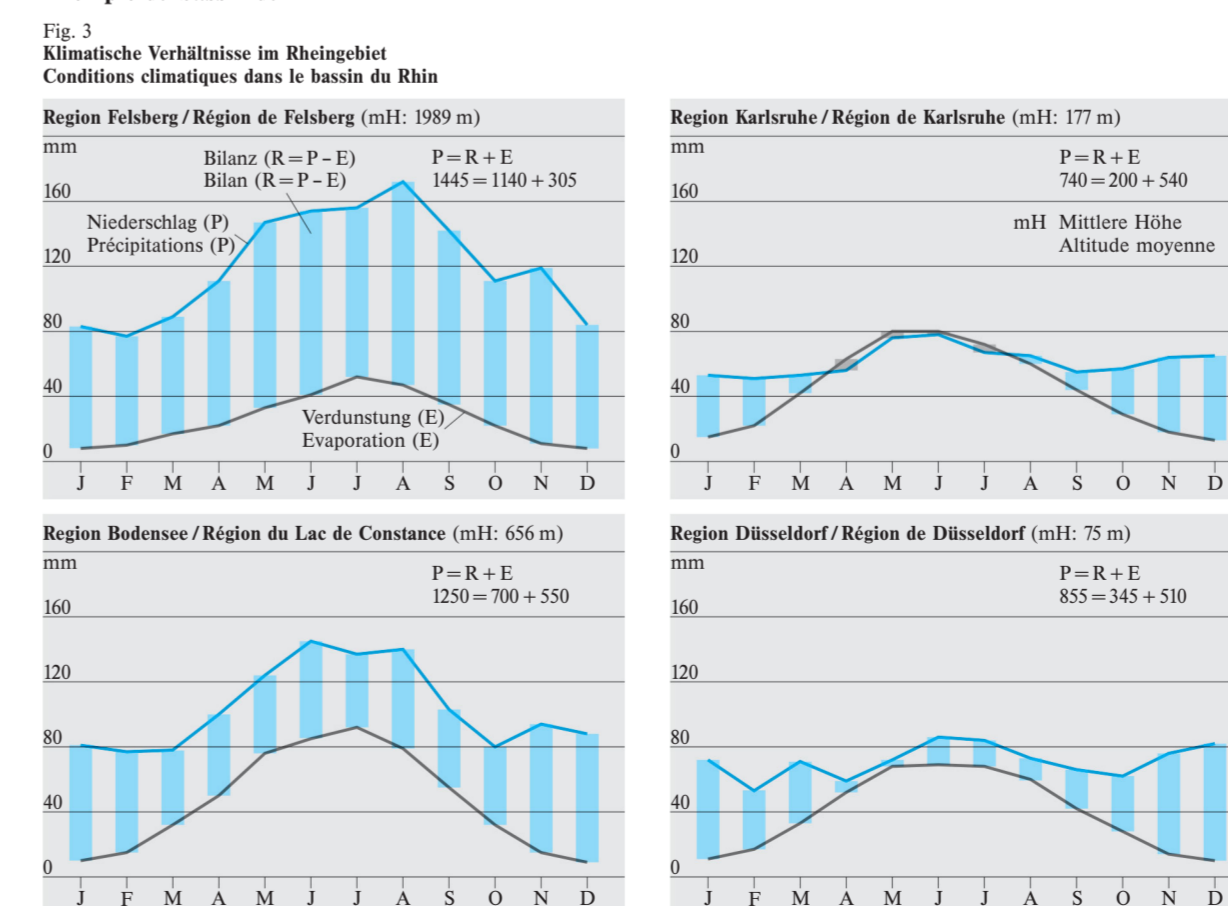 Fig. 3
Klimatische Verhältnisse im Rheingebiet
Conditions climatiques dans le bassin du Rhin
Region Felsberg / Région de Felsberg (mH: 1989 m)
mm
Bilanz (R = P – E)
Bilan (R = P – E)
P = R + E
1445 = 1140 + 305
160
Niederschlag (P)
Précipitations (P)
120
80
40
Verdunstung (E)
Evaporation (E)
0
J F M A M J J A S O N D
Region Karlsruhe / Région de Karlsruhe (mH: 177 m)
mm
P = R + E
740 = 200 + 540
160
mH Mittlere Höhe
Altitude moyenne
120
80
40
0
J F M A M J J A S O N D
Region Bodensee / Région du Lac de Constance (mH: 656 m)
mm
P = R + E
1250 = 700 + 550
160
120
80
40
0
J F M A M J J A S O N D
Region Düsseldorf / Région de Düsseldorf (mH: 75 m)
mm
P = R + E
855 = 345 + 510
160
120
80
40
0
J F M A M J J A S O N D